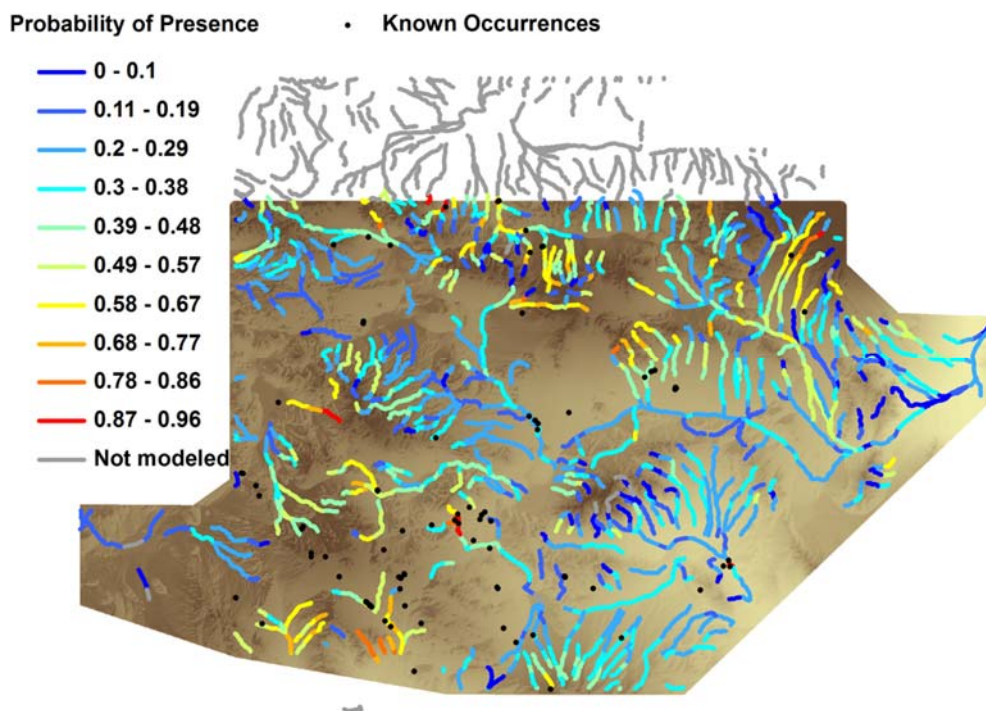 Probability of Presence
• Known Occurrences
0 - 0.1
0.11 - 0.19
0.2 - 0.29
0.3 - 0.38
0.39 - 0.48
0.49 - 0.57
0.58 - 0.67
0.68 - 0.77
0.78 - 0.86
0.87 - 0.96
Not modeled